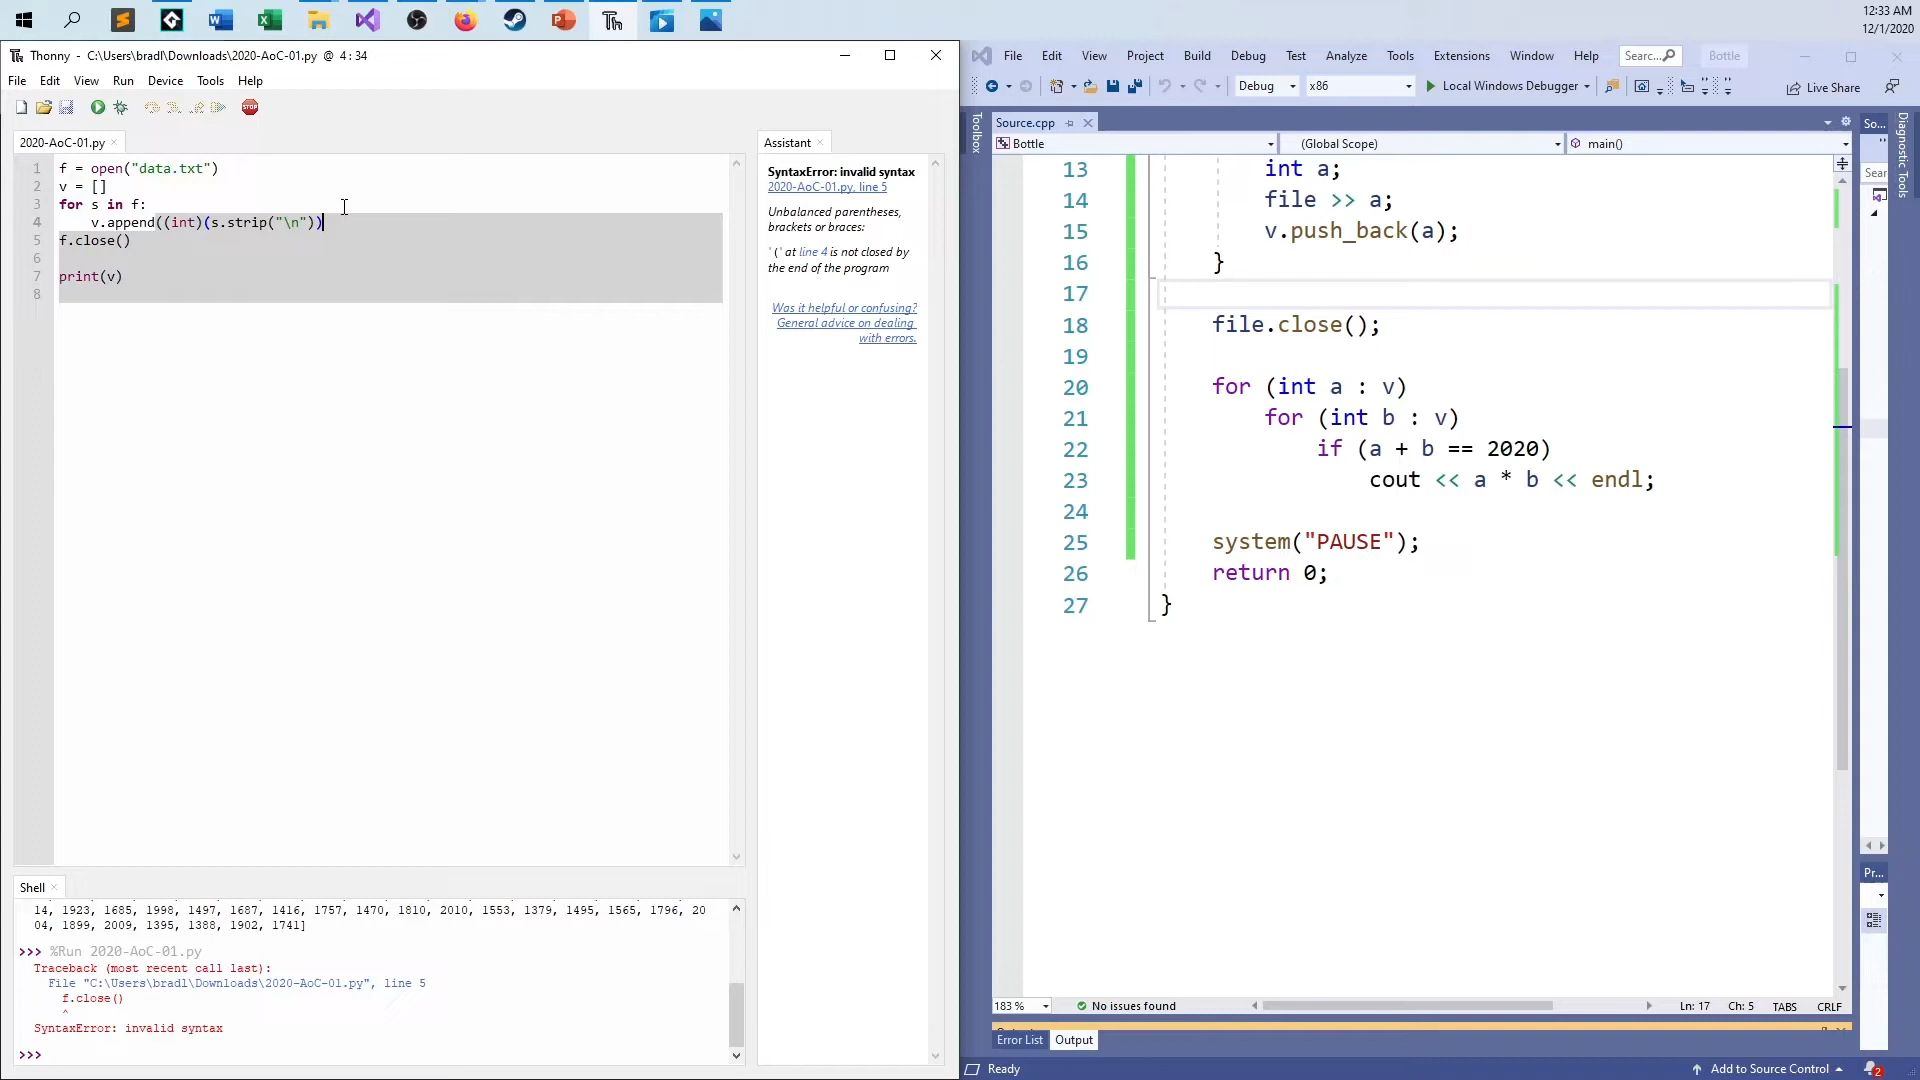 12:33 AM
12/1/2020
Thonny - C:\Users\bradl\Downloads\2020-AoC-01.py @ 4:34
File Edit View Run Device Tools Help
STOP
2020-AoC-01.py
1 f = open("data.txt")
2 v = []
3 for s in f:
4 v.append((int)(s.strip("\n"))
5 f.close()
6
7 print(v)
8
Assistant
SyntaxError: invalid syntax
2020-AoC-01.py, line 5
Unbalanced parentheses,
brackets or braces:
'(' at line 4 is not closed by
the end of the program
Was it helpful or confusing?
General advice on dealing
with errors.
Shell
14, 1923, 1685, 1998, 1497, 1687, 1416, 1757, 1470, 1810, 2010, 1553, 1379, 1495, 1565, 1796, 20
04, 1899, 2009, 1395, 1388, 1902, 1741]
>>> %Run 2020-AoC-01.py
Traceback (most recent call last):
File "C:\Users\bradl\Downloads\2020-AoC-01.py", line 5
f.close()
^
SyntaxError: invalid syntax
>>>
File Edit View Project Build Debug Test Analyze Tools Extensions Window Help Searc... Bottle
Debug x86 Local Windows Debugger Live Share
Toolbox
Source.cpp
So...
Diagnostic Tools
Bottle (Global Scope) main()
Sear
13 int a;
14 file >> a;
15 v.push_back(a);
16 }
17
18 file.close();
19
20 for (int a : v)
21 for (int b : v)
22 if (a + b == 2020)
23 cout << a * b << endl;
24
25 system("PAUSE");
26 return 0;
27 }
Pr...
183 % No issues found Ln: 17 Ch: 5 TABS CRLF
Error List Output
Ready Add to Source Control 2